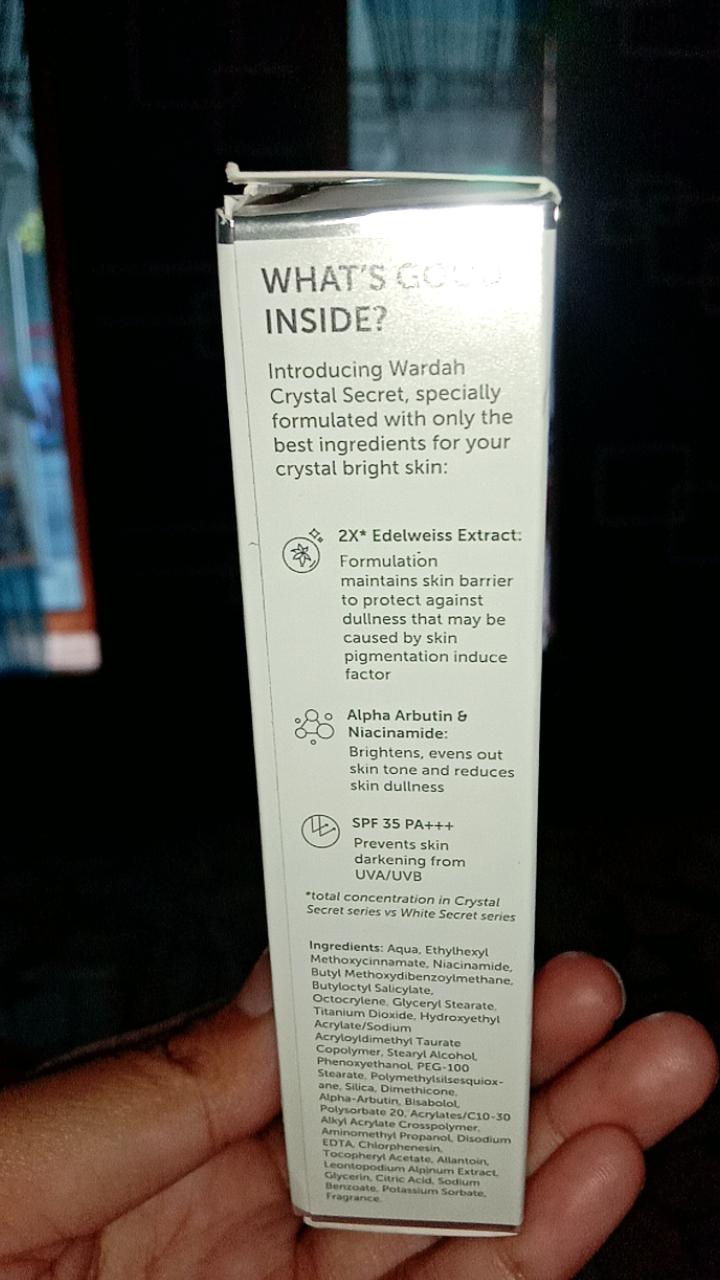 WHAT'S GOOD
INSIDE?
Introducing Wardah
Crystal Secret, specially
formulated with only the
best ingredients for your
crystal bright skin:
2X* Edelweiss Extract:
Formulation
maintains skin barrier
to protect against
dullness that may be
caused by skin
pigmentation induce
factor
Alpha Arbutin &
Niacinamide:
Brightens, evens out
skin tone and reduces
skin dullness
SPF 35 PA+++
Prevents skin
darkening from
UVA/UVB
*total concentration in Crystal
Secret series vs White Secret series
Ingredients: Aqua, Ethylhexyl
Methoxycinnamate, Niacinamide,
Butyl Methoxydibenzoylmethane,
Butyloctyl Salicylate,
Octocrylene, Glyceryl Stearate,
Titanium Dioxide, Hydroxyethyl
Acrylate/Sodium
Acryloyldimethyl Taurate
Copolymer, Stearyl Alcohol,
Phenoxyethanol, PEG-100
Stearate, Polymethylsilsesquiox-
ane, Silica, Dimethicone,
Alpha-Arbutin, Bisabolol,
Polysorbate 20, Acrylates/C10-30
Alkyl Acrylate Crosspolymer,
Aminomethyl Propanol, Disodium
EDTA, Chlorphenesin,
Tocopheryl Acetate, Allantoin,
Leontopodium Alpinum Extract,
Glycerin, Citric Acid, Sodium
Benzoate, Potassium Sorbate,
Fragrance.